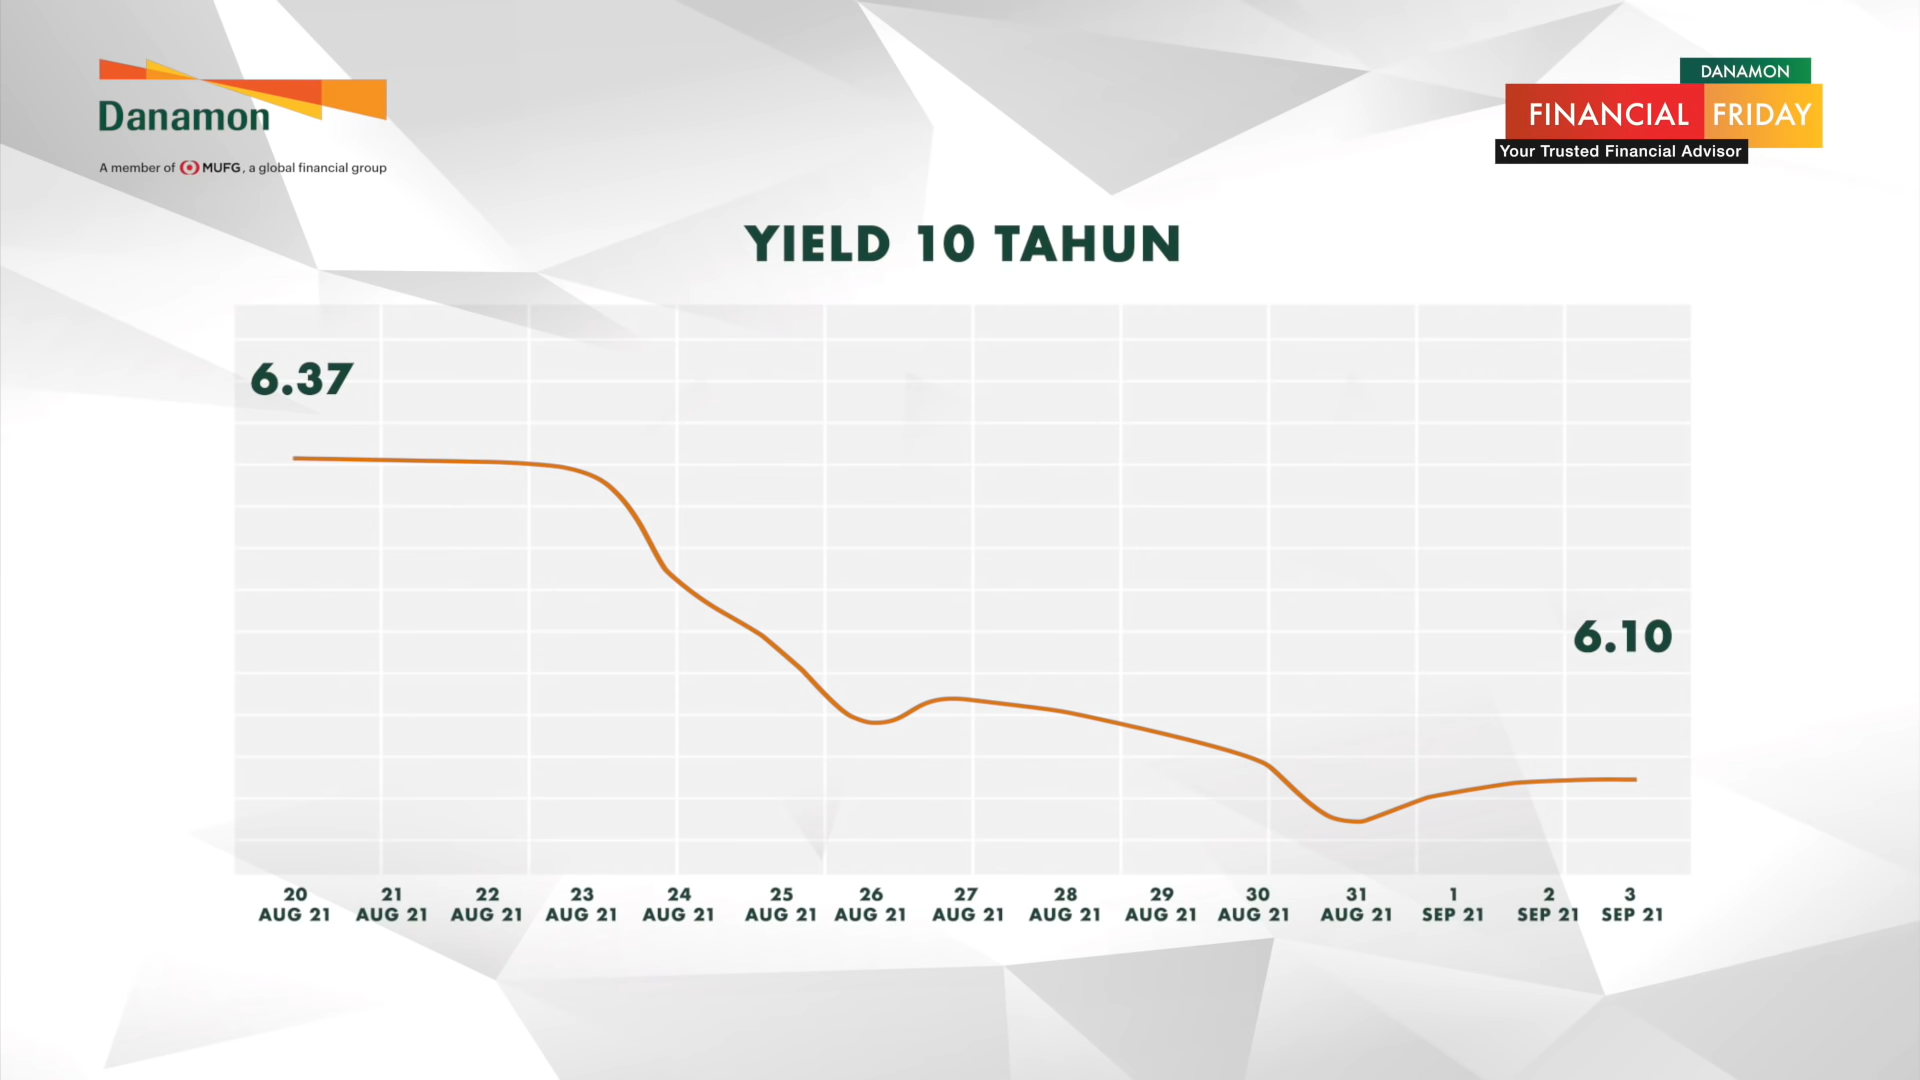 Danamon
A member of MUFG, a global financial group
DANAMON
FINANCIAL FRIDAY
Your Trusted Financial Advisor
YIELD 10 TAHUN
6.37
6.10
20 21 22 23 24 25 26 27 28 29 30 31 1 2 3
AUG 21 AUG 21 AUG 21 AUG 21 AUG 21 AUG 21 AUG 21 AUG 21 AUG 21 AUG 21 AUG 21 AUG 21 SEP 21 SEP 21 SEP 21